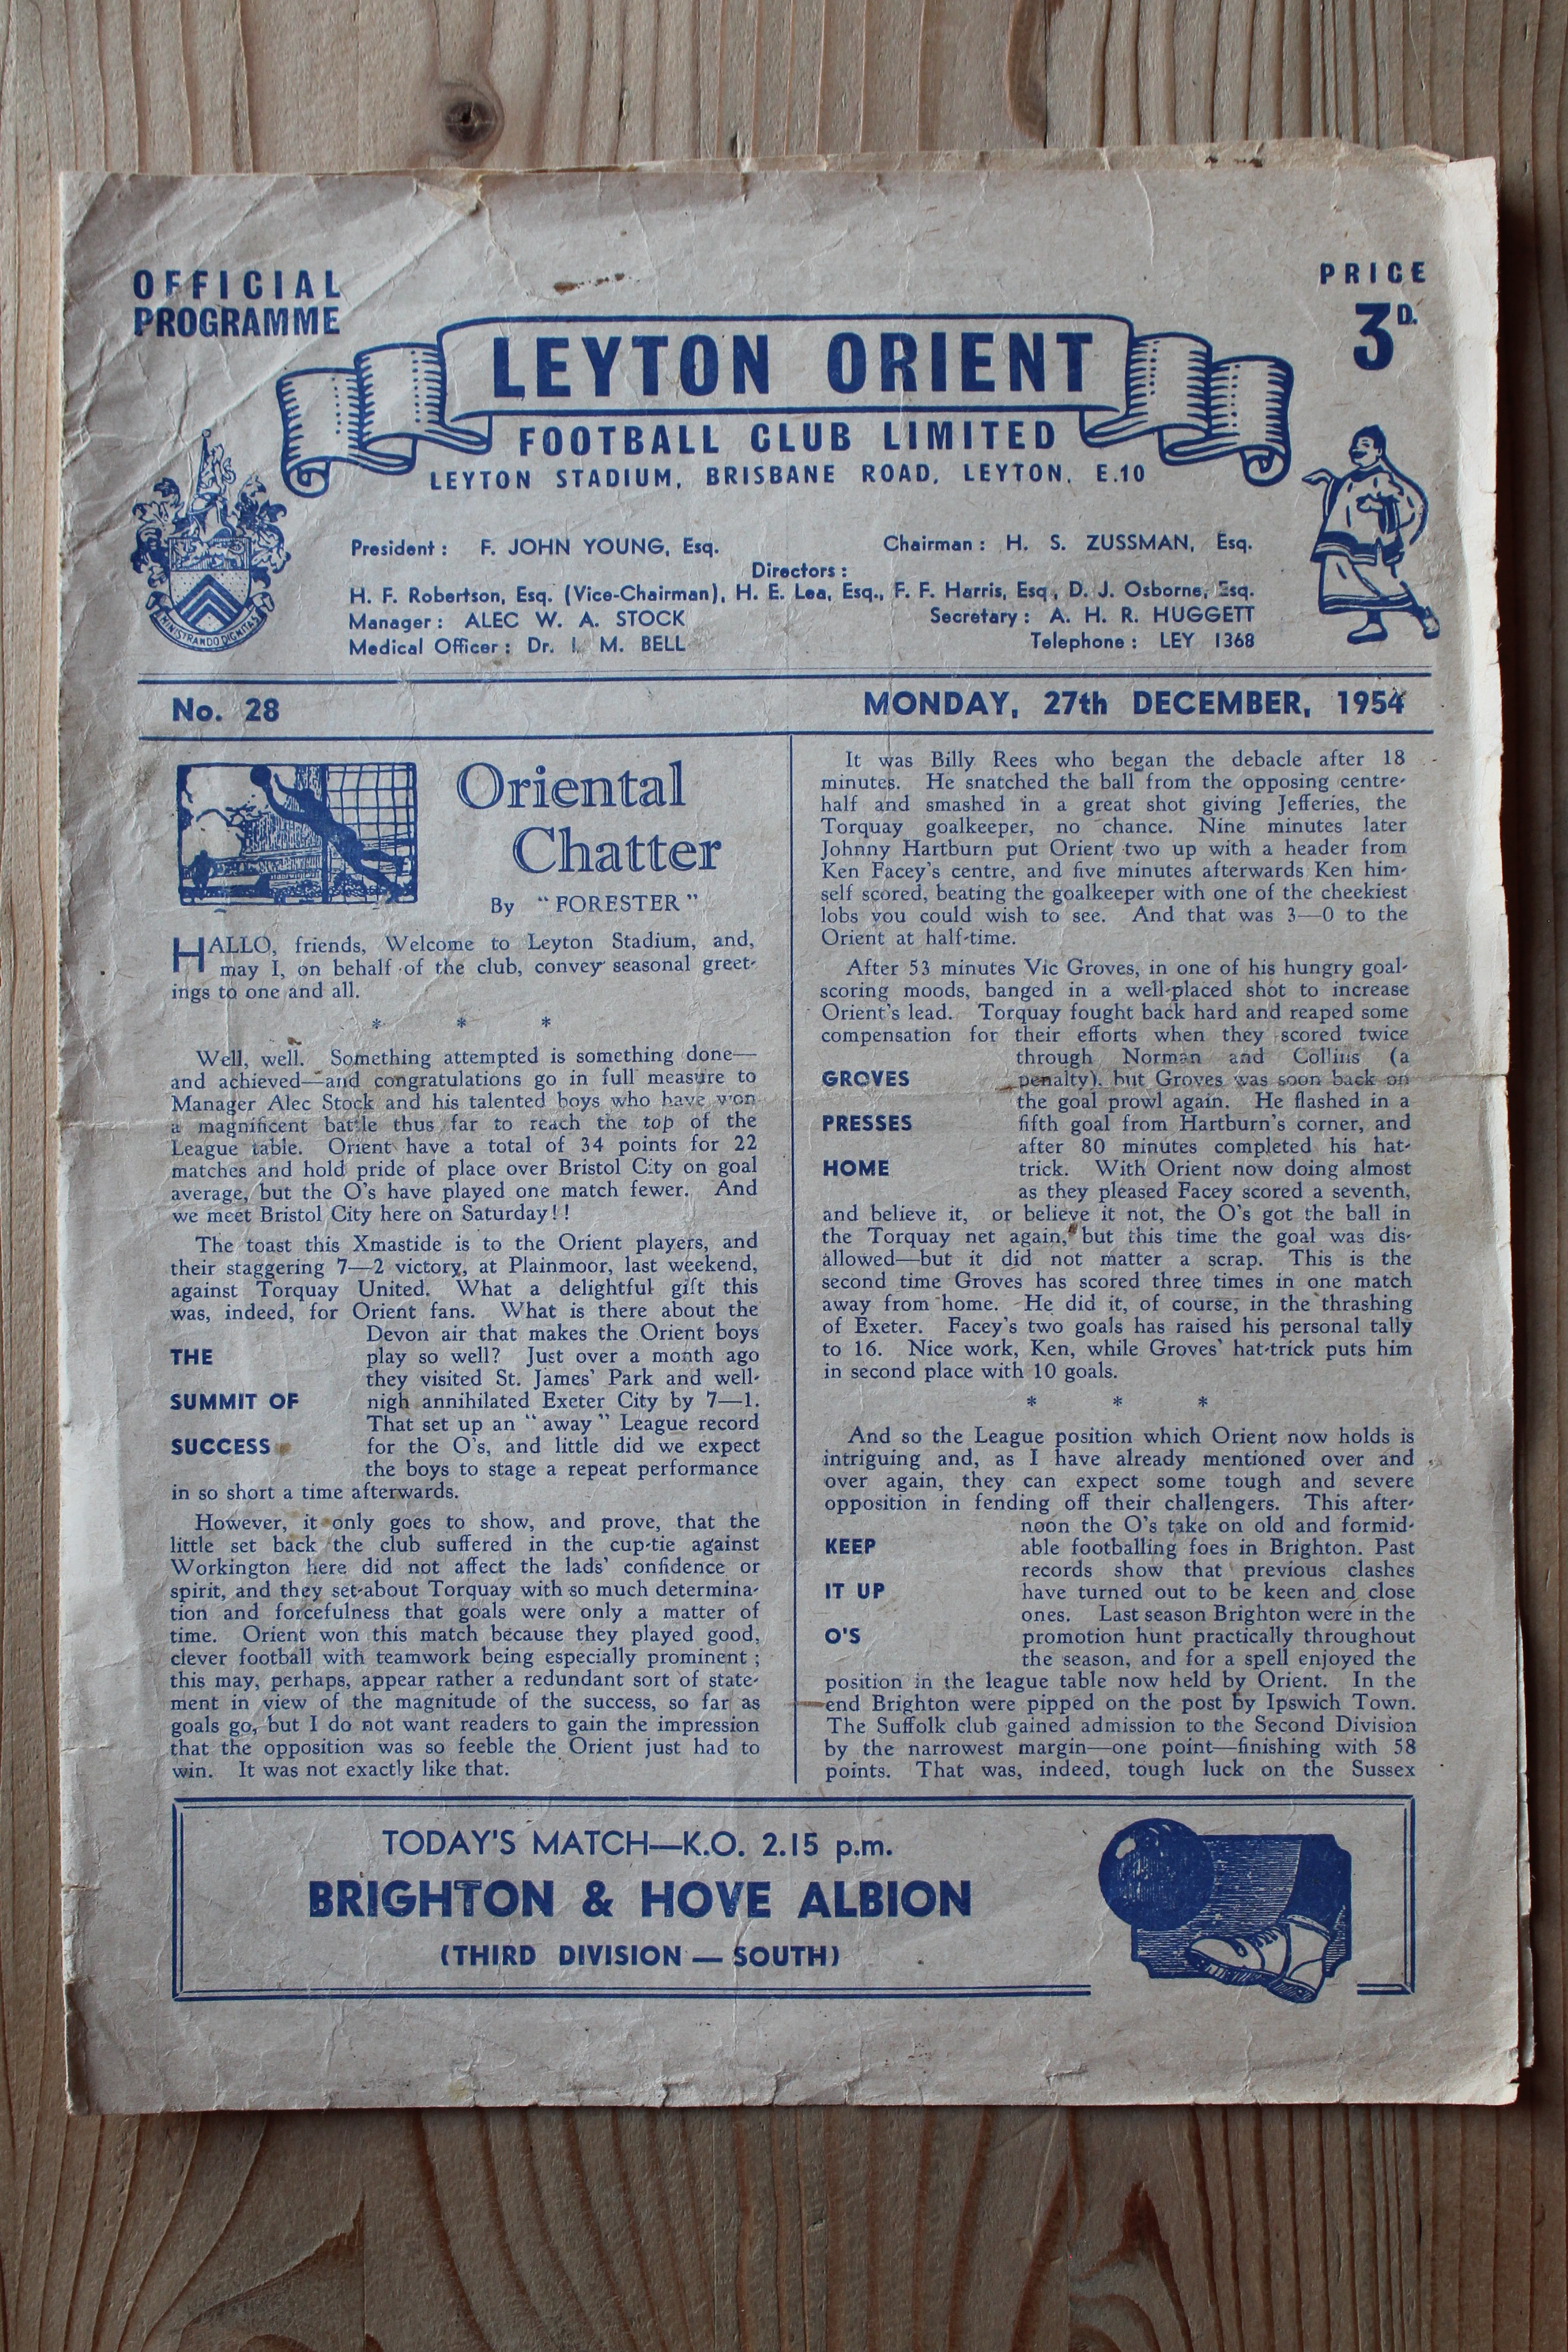 OFFICIAL
PROGRAMME
PRICE
3D.
LEYTON ORIENT
FOOTBALL CLUB LIMITED
LEYTON STADIUM, BRISBANE ROAD, LEYTON, E.10
President : F. JOHN YOUNG, Esq. Chairman : H. S. ZUSSMAN, Esq.
Directors :
H. F. Robertson, Esq. (Vice-Chairman), H. E. Lea, Esq., F. F. Harris, Esq., D. J. Osborne, Esq.
Manager : ALEC W. A. STOCK Secretary : A. H. R. HUGGETT
Medical Officer : Dr. I. M. BELL Telephone : LEY 1368
MINISTRANDO DIGNITAS
No. 28 MONDAY, 27th DECEMBER, 1954
Oriental
Chatter
By “FORESTER”
HALLO, friends, Welcome to Leyton Stadium, and,
may I, on behalf of the club, convey seasonal greet-
ings to one and all.
* * *
Well, well. Something attempted is something done—
and achieved—and congratulations go in full measure to
Manager Alec Stock and his talented boys who have won
a magnificent battle thus far to reach the top of the
League table. Orient have a total of 34 points for 22
matches and hold pride of place over Bristol City on goal
average, but the O's have played one match fewer. And
we meet Bristol City here on Saturday! !
The toast this Xmastide is to the Orient players, and
their staggering 7—2 victory, at Plainmoor, last weekend,
against Torquay United. What a delightful gift this
was, indeed, for Orient fans. What is there about the
Devon air that makes the Orient boys
THE play so well? Just over a month ago
they visited St. James' Park and well-
SUMMIT OF nigh annihilated Exeter City by 7—1.
That set up an “away” League record
SUCCESS for the O's, and little did we expect
the boys to stage a repeat performance
in so short a time afterwards.
However, it only goes to show, and prove, that the
little set back the club suffered in the cup-tie against
Workington here did not affect the lads' confidence or
spirit, and they set-about Torquay with so much determina-
tion and forcefulness that goals were only a matter of
time. Orient won this match because they played good,
clever football with teamwork being especially prominent ;
this may, perhaps, appear rather a redundant sort of state-
ment in view of the magnitude of the success, so far as
goals go, but I do not want readers to gain the impression
that the opposition was so feeble the Orient just had to
win. It was not exactly like that.
It was Billy Rees who began the debacle after 18
minutes. He snatched the ball from the opposing centre-
half and smashed in a great shot giving Jefferies, the
Torquay goalkeeper, no chance. Nine minutes later
Johnny Hartburn put Orient two up with a header from
Ken Facey's centre, and five minutes afterwards Ken him-
self scored, beating the goalkeeper with one of the cheekiest
lobs you could wish to see. And that was 3—0 to the
Orient at half-time.
After 53 minutes Vic Groves, in one of his hungry goal-
scoring moods, banged in a well-placed shot to increase
Orient's lead. Torquay fought back hard and reaped some
compensation for their efforts when they scored twice
through Norman and Collins (a
GROVES penalty), but Groves was soon back on
the goal prowl again. He flashed in a
PRESSES fifth goal from Hartburn's corner, and
after 80 minutes completed his hat-
HOME trick. With Orient now doing almost
as they pleased Facey scored a seventh,
and believe it, or believe it not, the O's got the ball in
the Torquay net again, but this time the goal was dis-
allowed—but it did not matter a scrap. This is the
second time Groves has scored three times in one match
away from home. He did it, of course, in the thrashing
of Exeter. Facey's two goals has raised his personal tally
to 16. Nice work, Ken, while Groves' hat-trick puts him
in second place with 10 goals.
* * *
And so the League position which Orient now holds is
intriguing and, as I have already mentioned over and
over again, they can expect some tough and severe
opposition in fending off their challengers. This after-
noon the O's take on old and formid-
KEEP able footballing foes in Brighton. Past
records show that previous clashes
IT UP have turned out to be keen and close
ones. Last season Brighton were in the
O'S promotion hunt practically throughout
the season, and for a spell enjoyed the
position in the league table now held by Orient. In the
end Brighton were pipped on the post by Ipswich Town.
The Suffolk club gained admission to the Second Division
by the narrowest margin—one point—finishing with 58
points. That was, indeed, tough luck on the Sussex
TODAY'S MATCH—K.O. 2.15 p.m.
BRIGHTON & HOVE ALBION
(THIRD DIVISION — SOUTH)